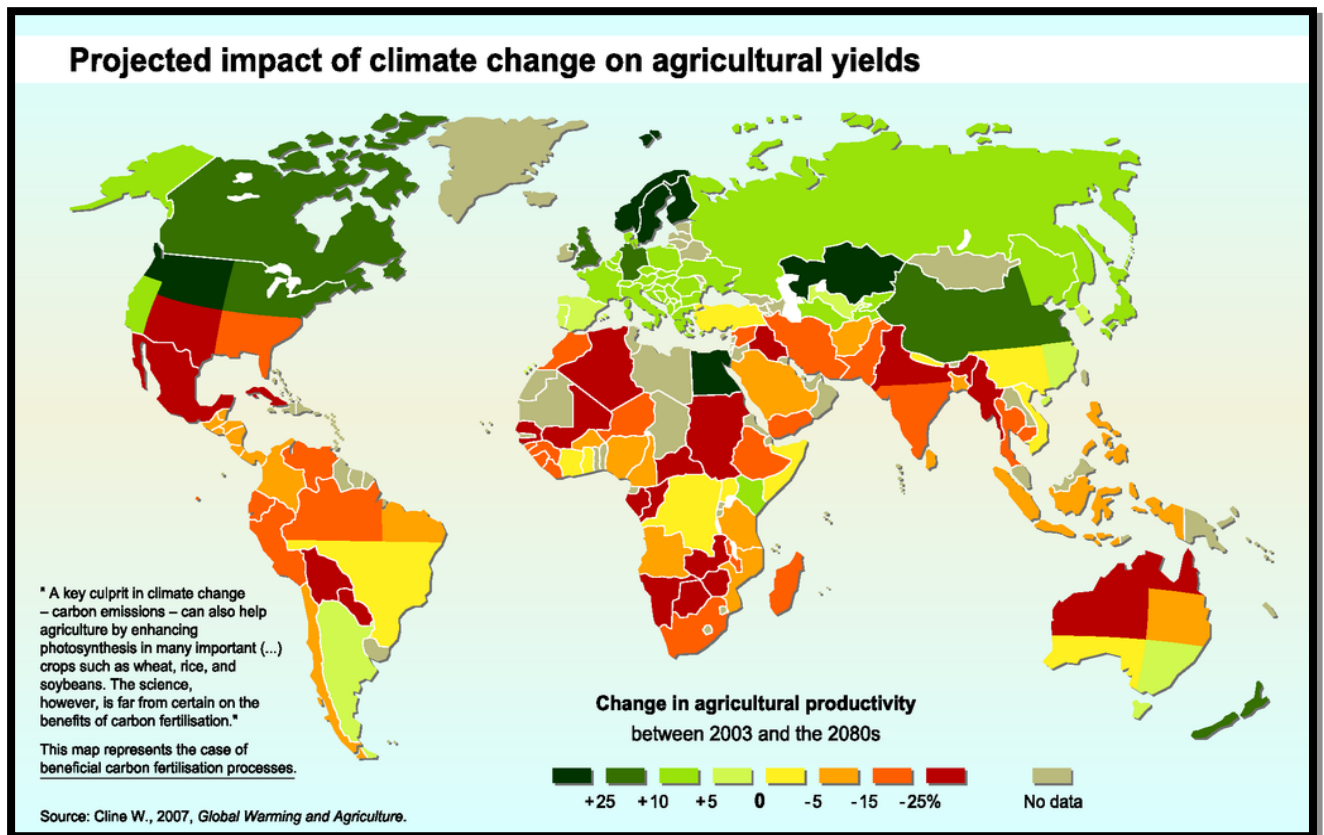 Projected impact of climate change on agricultural yields
" A key culprit in climate change
– carbon emissions – can also help
agriculture by enhancing
photosynthesis in many important (...)
crops such as wheat, rice, and
soybeans. The science,
however, is far from certain on the
benefits of carbon fertilisation."
This map represents the case of
beneficial carbon fertilisation processes.
Source: Cline W., 2007, Global Warming and Agriculture.
Change in agricultural productivity
between 2003 and the 2080s
+25 +10 +5 0 -5 -15 -25% No data